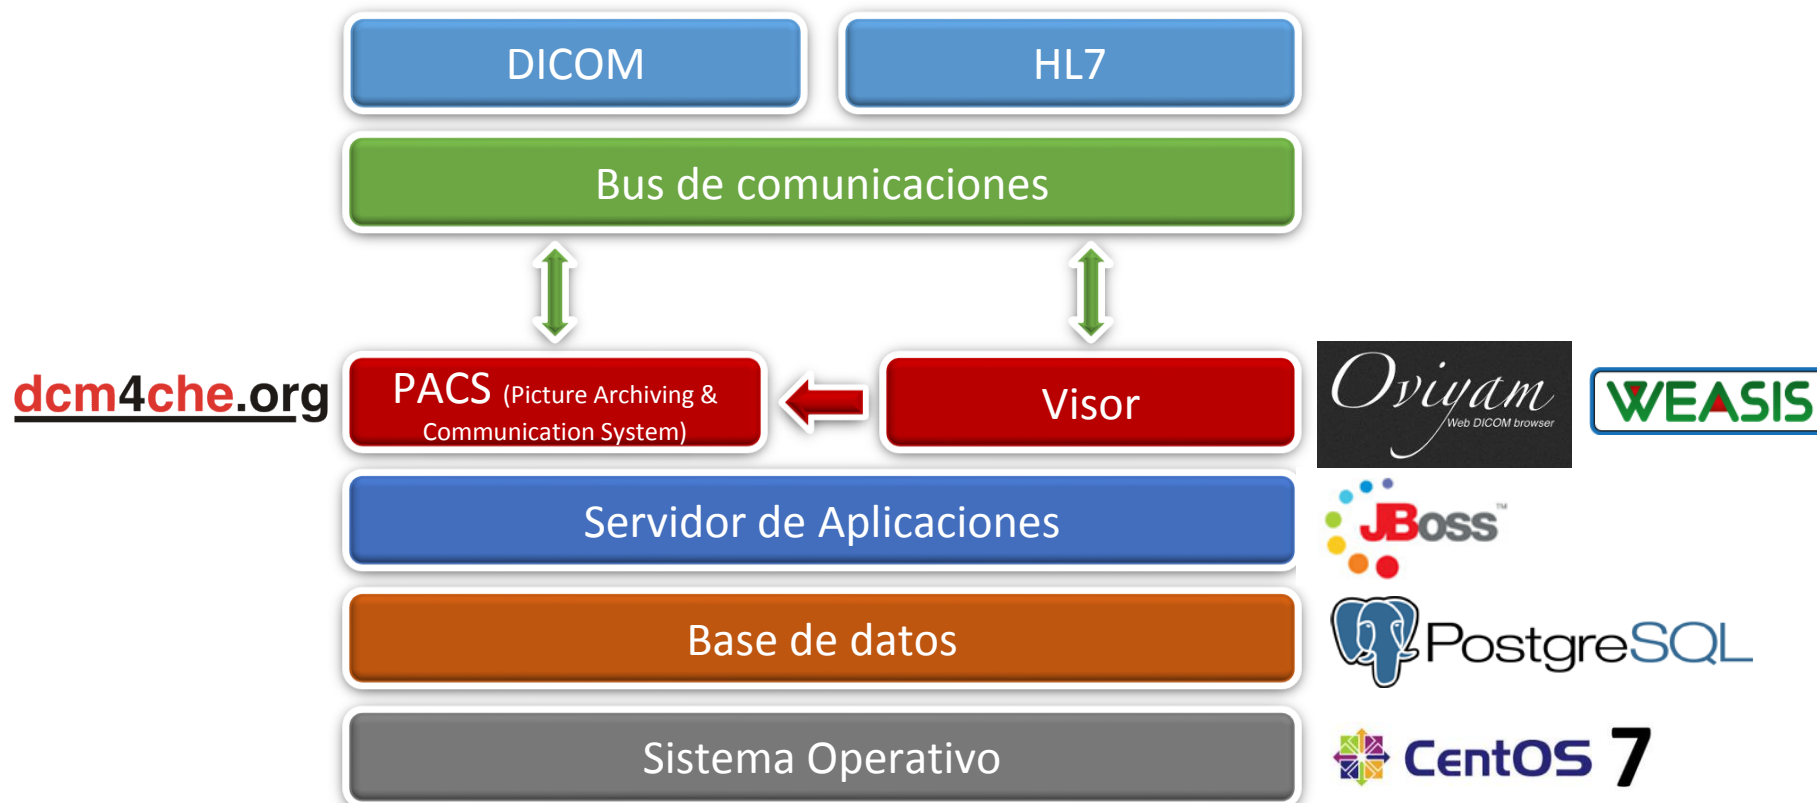 DICOM
HL7
Bus de comunicaciones
dcm4che.org
PACS (Picture Archiving &
Communication System)
Visor
Oviyam
Web DICOM browser
WEASIS
Servidor de Aplicaciones
JBoss™
Base de datos
PostgreSQL
Sistema Operativo
CentOS 7